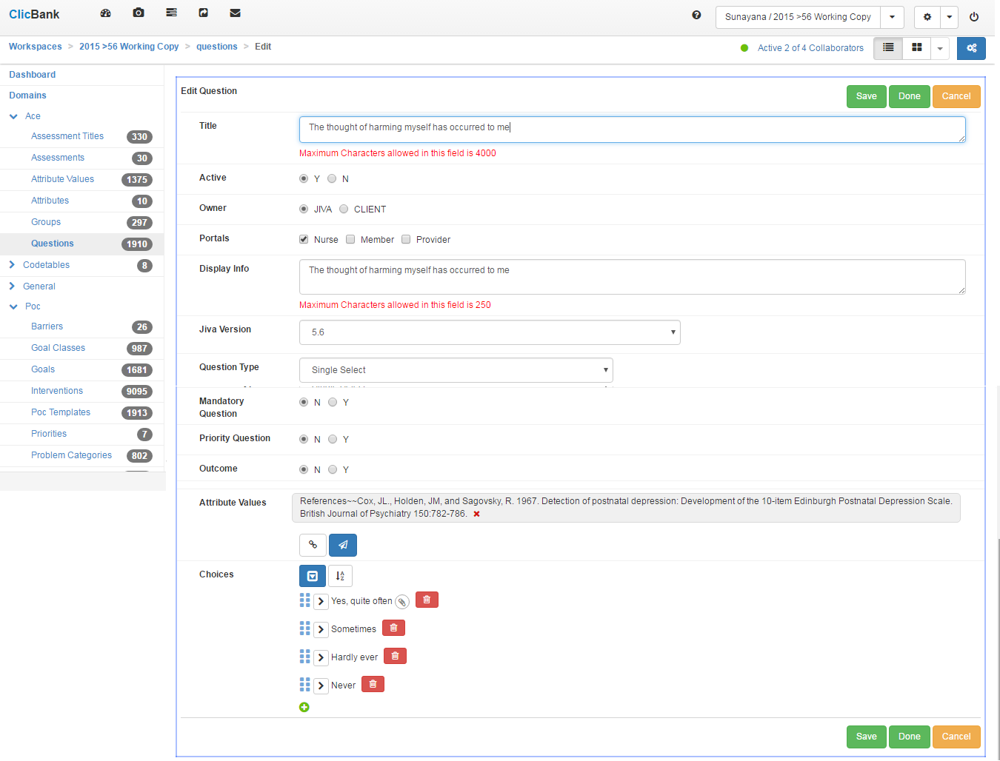 ClicBank
Sunayana / 2015 >56 Working Copy
Workspaces > 2015 >56 Working Copy > questions > Edit
Active 2 of 4 Collaborators
Dashboard
Domains
Ace
Assessment Titles 330
Assessments 30
Attribute Values 1375
Attributes 10
Groups 297
Questions 1910
Codetables 8
General
Poc
Barriers 26
Goal Classes 987
Goals 1681
Interventions 9095
Poc Templates 1913
Priorities 7
Problem Categories 802
Edit Question
Save Done Cancel
Title
The thought of harming myself has occurred to me
Maximum Characters allowed in this field is 4000
Active Y N
Owner JIVA CLIENT
Portals Nurse Member Provider
Display Info
The thought of harming myself has occurred to me
Maximum Characters allowed in this field is 250
Jiva Version 5.6
Question Type Single Select
Mandatory
Question
N Y
Priority Question N Y
Outcome N Y
Attribute Values
References~~Cox, JL., Holden, JM, and Sagovsky, R. 1967. Detection of postnatal depression: Development of the 10-item Edinburgh Postnatal Depression Scale.
British Journal of Psychiatry 150:782-786.
Choices
Yes, quite often
Sometimes
Hardly ever
Never
Save Done Cancel